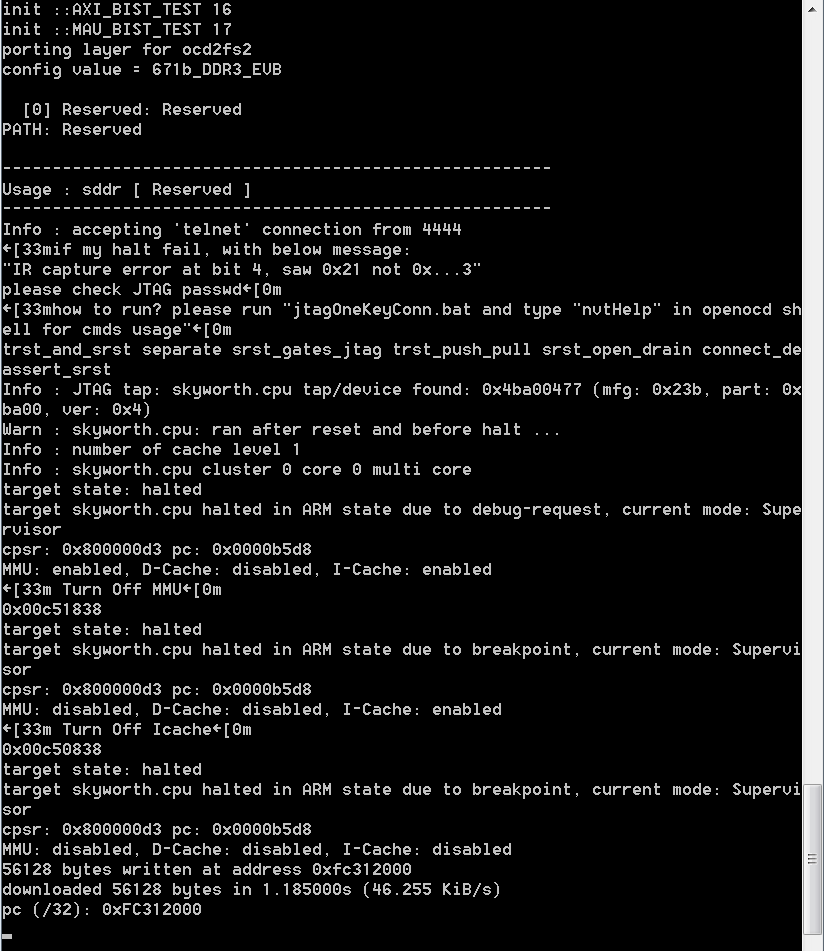 init ::AXI_BIST_TEST 16
init ::MAU_BIST_TEST 17
porting layer for ocd2fs2
config value = 671b_DDR3_EVB
[0] Reserved: Reserved
PATH: Reserved
-------------------------------------------------------
Usage : sddr [ Reserved ]
-------------------------------------------------------
Info : accepting 'telnet' connection from 4444
←[33mif my halt fail, with below message:
"IR capture error at bit 4, saw 0x21 not 0x...3"
please check JTAG passwd←[0m
←[33mhow to run? please run "jtagOneKeyConn.bat and type "nvtHelp" in openocd sh
ell for cmds usage"←[0m
trst_and_srst separate srst_gates_jtag trst_push_pull srst_open_drain connect_de
assert_srst
Info : JTAG tap: skyworth.cpu tap/device found: 0x4ba00477 (mfg: 0x23b, part: 0x
ba00, ver: 0x4)
Warn : skyworth.cpu: ran after reset and before halt ...
Info : number of cache level 1
Info : skyworth.cpu cluster 0 core 0 multi core
target state: halted
target skyworth.cpu halted in ARM state due to debug-request, current mode: Supe
rvisor
cpsr: 0x800000d3 pc: 0x0000b5d8
MMU: enabled, D-Cache: disabled, I-Cache: enabled
←[33m Turn Off MMU←[0m
0x00c51838
target state: halted
target skyworth.cpu halted in ARM state due to breakpoint, current mode: Supervi
sor
cpsr: 0x800000d3 pc: 0x0000b5d8
MMU: disabled, D-Cache: disabled, I-Cache: enabled
←[33m Turn Off Icache←[0m
0x00c50838
target state: halted
target skyworth.cpu halted in ARM state due to breakpoint, current mode: Supervi
sor
cpsr: 0x800000d3 pc: 0x0000b5d8
MMU: disabled, D-Cache: disabled, I-Cache: disabled
56128 bytes written at address 0xfc312000
downloaded 56128 bytes in 1.185000s (46.255 KiB/s)
pc (/32): 0xFC312000